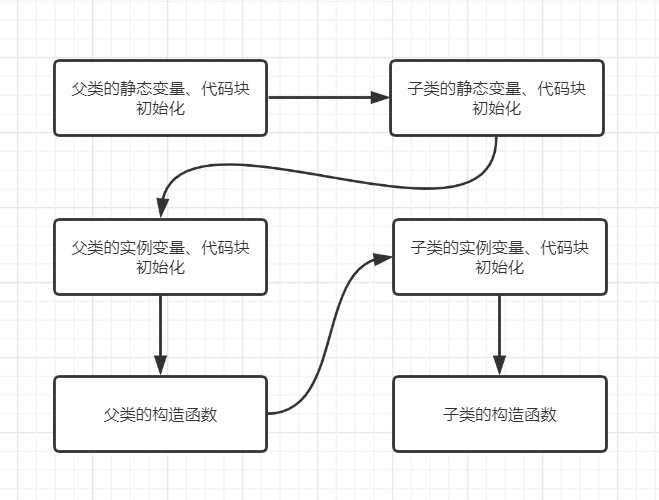 父类的静态变量、代码块
初始化
子类的静态变量、代码块
初始化
父类的实例变量、代码块
初始化
子类的实例变量、代码块
初始化
父类的构造函数
子类的构造函数